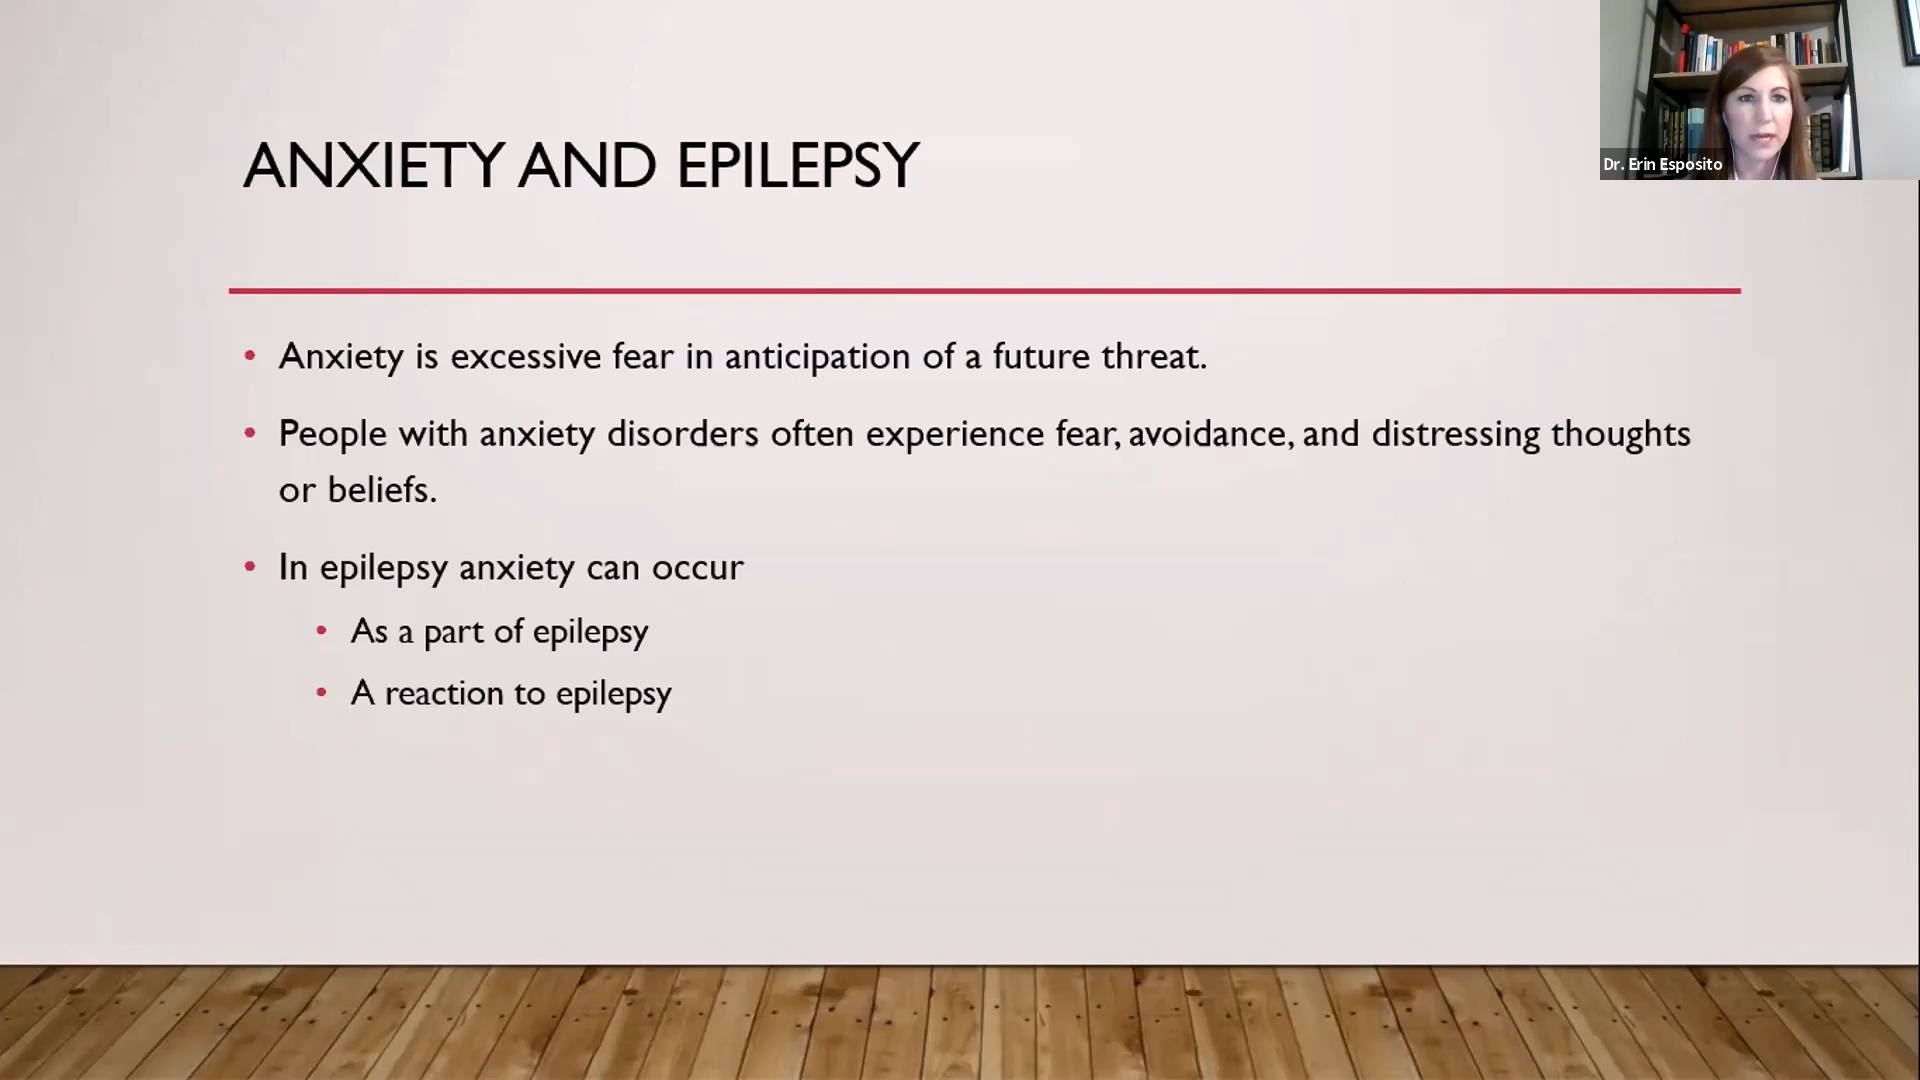 ANXIETY AND EPILEPSY
Dr. Erin Esposito
• Anxiety is excessive fear in anticipation of a future threat.
• People with anxiety disorders often experience fear, avoidance, and distressing thoughts
or beliefs.
• In epilepsy anxiety can occur
• As a part of epilepsy
• A reaction to epilepsy